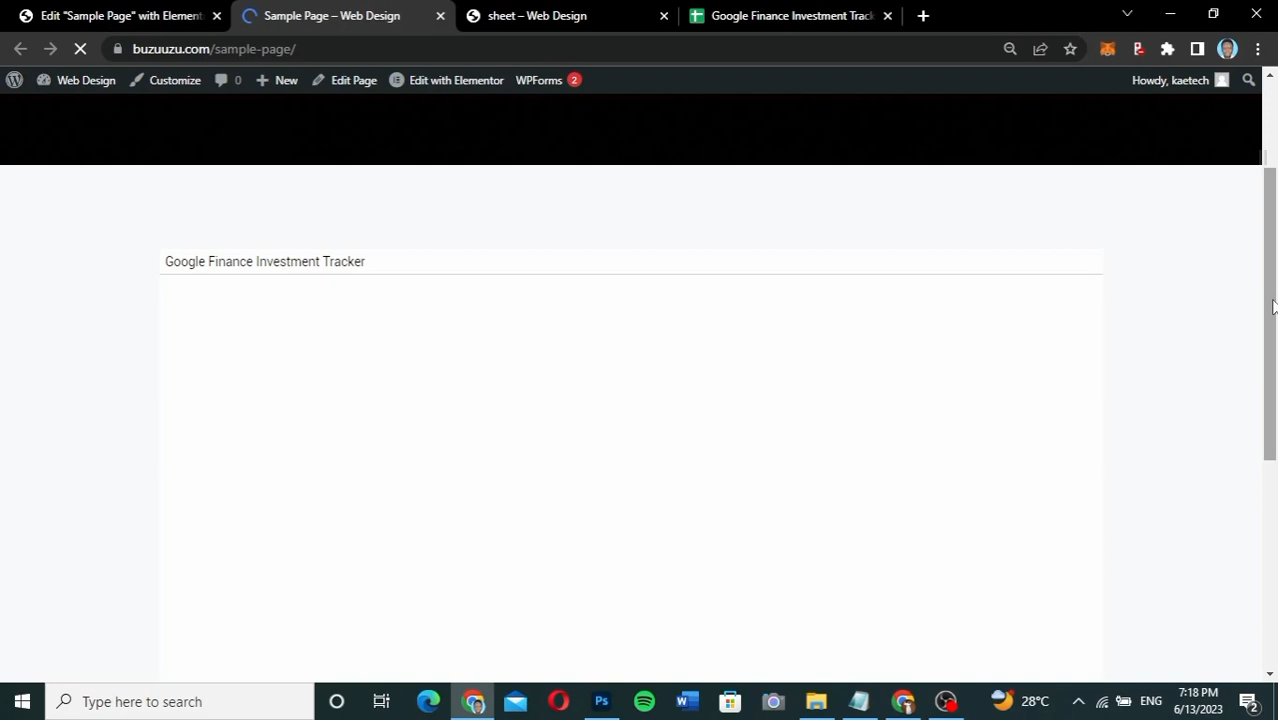 Edit "Sample Page" with Element
Sample Page – Web Design
sheet – Web Design
Google Finance Investment Track
buzuuzu.com/sample-page/
Web Design
Customize
0
New
Edit Page
Edit with Elementor
WPForms
2
Howdy, kaetech
Google Finance Investment Tracker
Type here to search
Ps
28°C
ENG
7:18 PM
6/13/2023
2